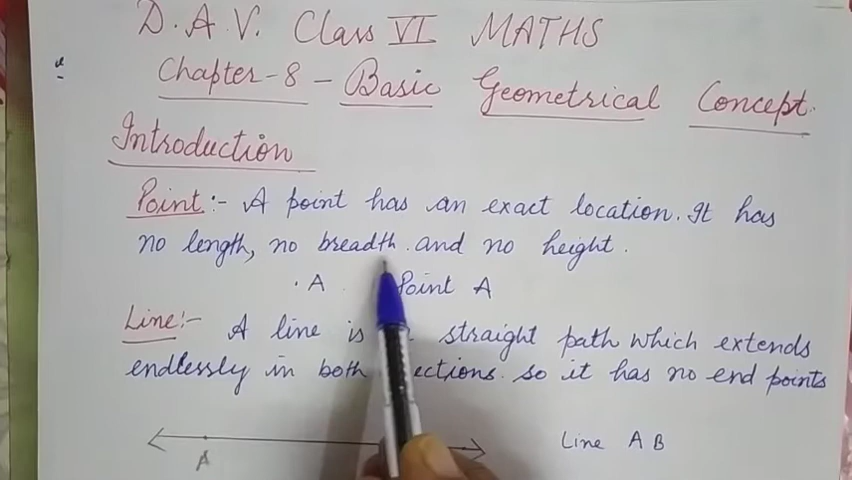 D.A.V. Class VI MATHS
Chapter-8 - Basic Geometrical Concept.
Introduction
Point :- A point has an exact location. It has
no length, no breadth. and no height.
. A . Point A
Line :- A line is straight path which extends
endlessly in both ections. so it has no end points
A Line AB